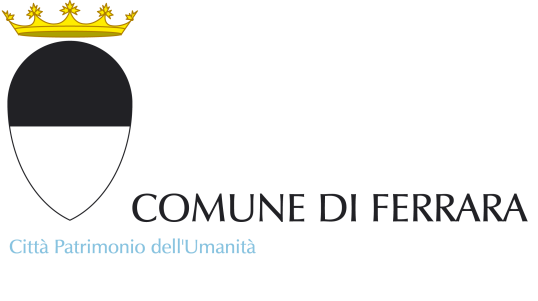 COMUNE DI FERRARA
Città Patrimonio dell'Umanità